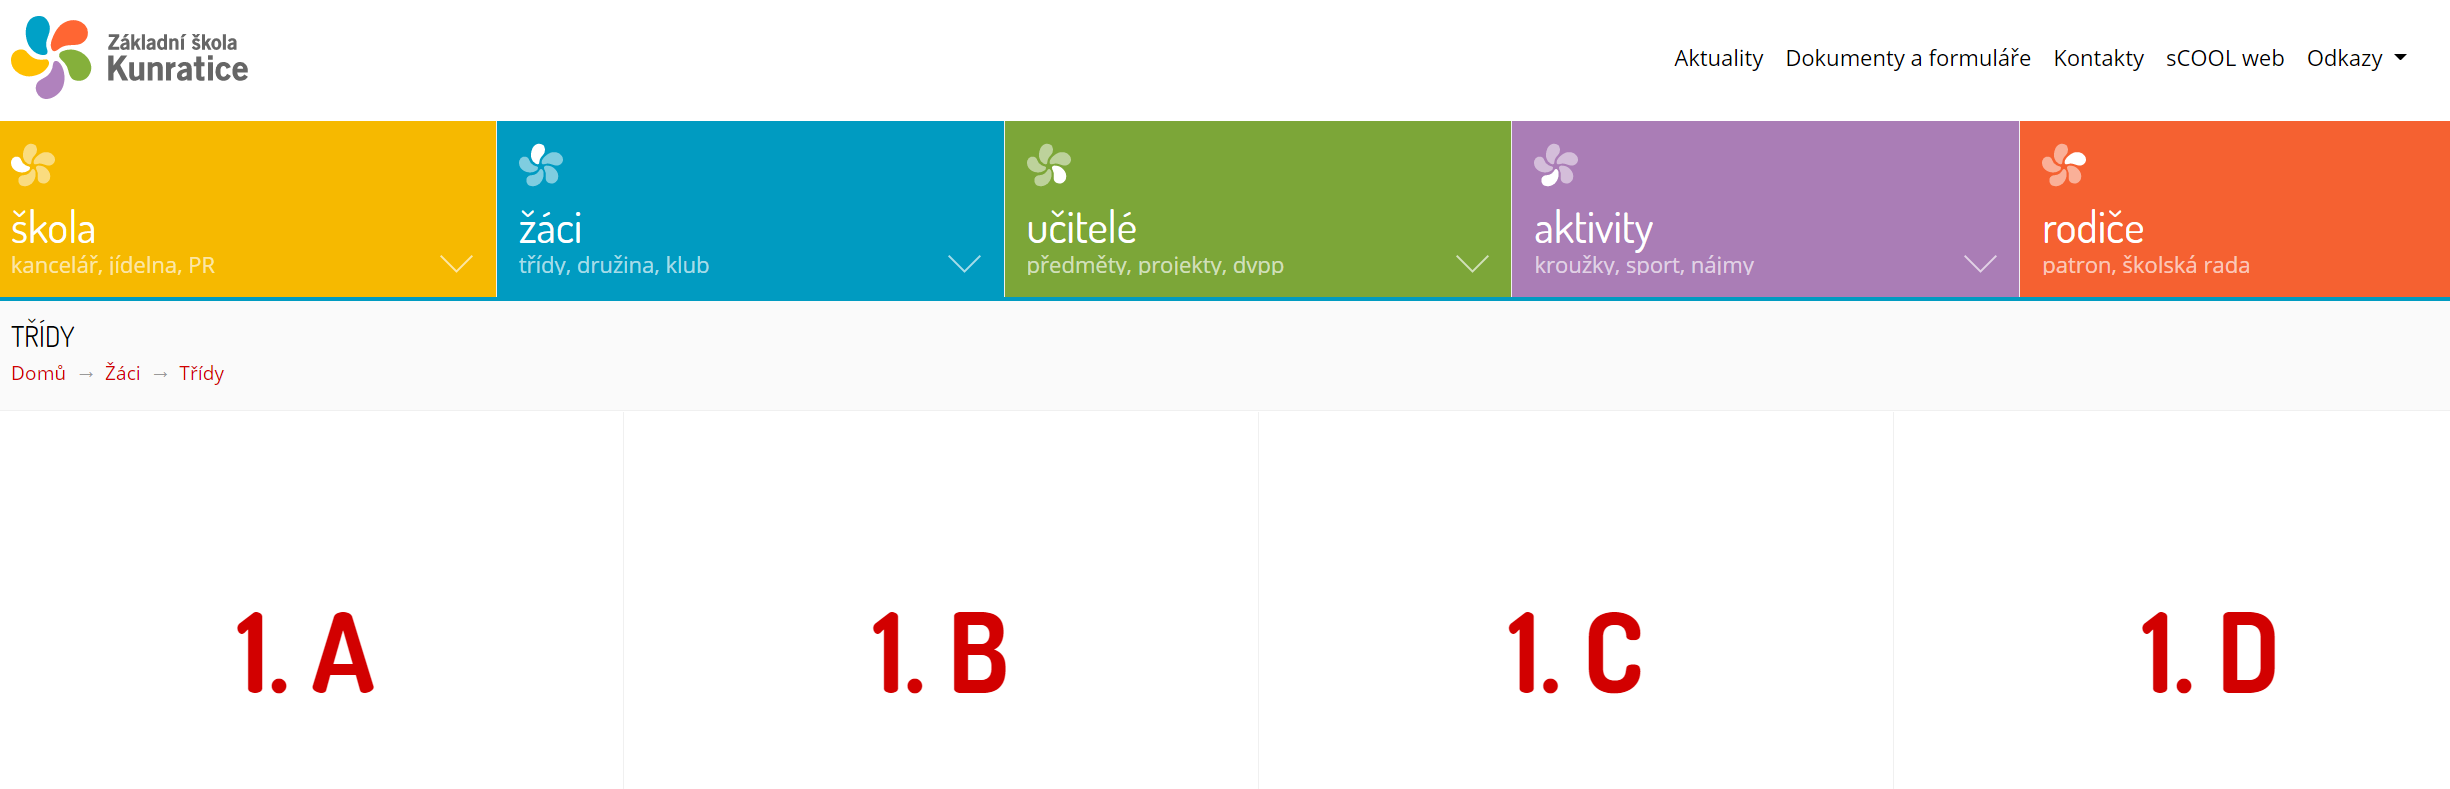 Základní škola
Kunratice
Aktuality Dokumenty a formuláře Kontakty sCOOL web Odkazy
škola
kancelář, jídelna, PR
žáci
třídy, družina, klub
učitelé
předměty, projekty, dvpp
aktivity
kroužky, sport, nájmy
rodiče
patron, školská rada
TŘÍDY
Domů → Žáci → Třídy
1. A
1. B
1. C
1. D